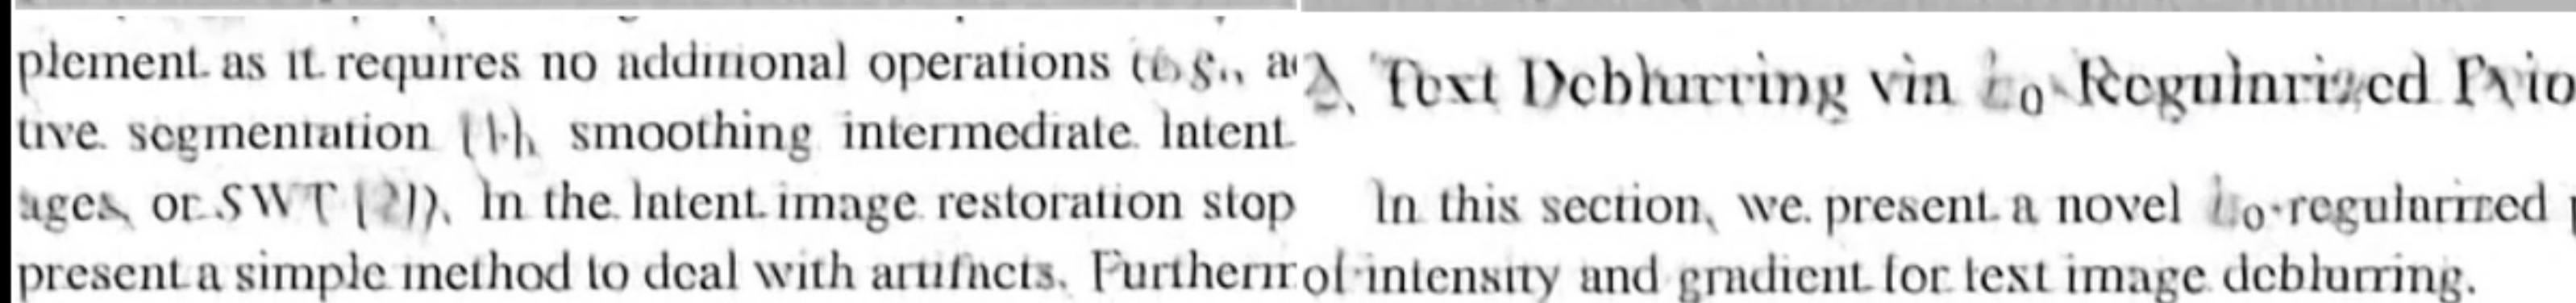 plement as it requires no additional operations (e.g.,
tive segmentation smoothing intermediate latent
ages, or SWT [2]). In the latent image restoration step
present a simple method to deal with artifacts.
Text Deblurring via L0 Regularized
In this section, we present a novel L0-regularized
of intensity and gradient for text image deblurring.